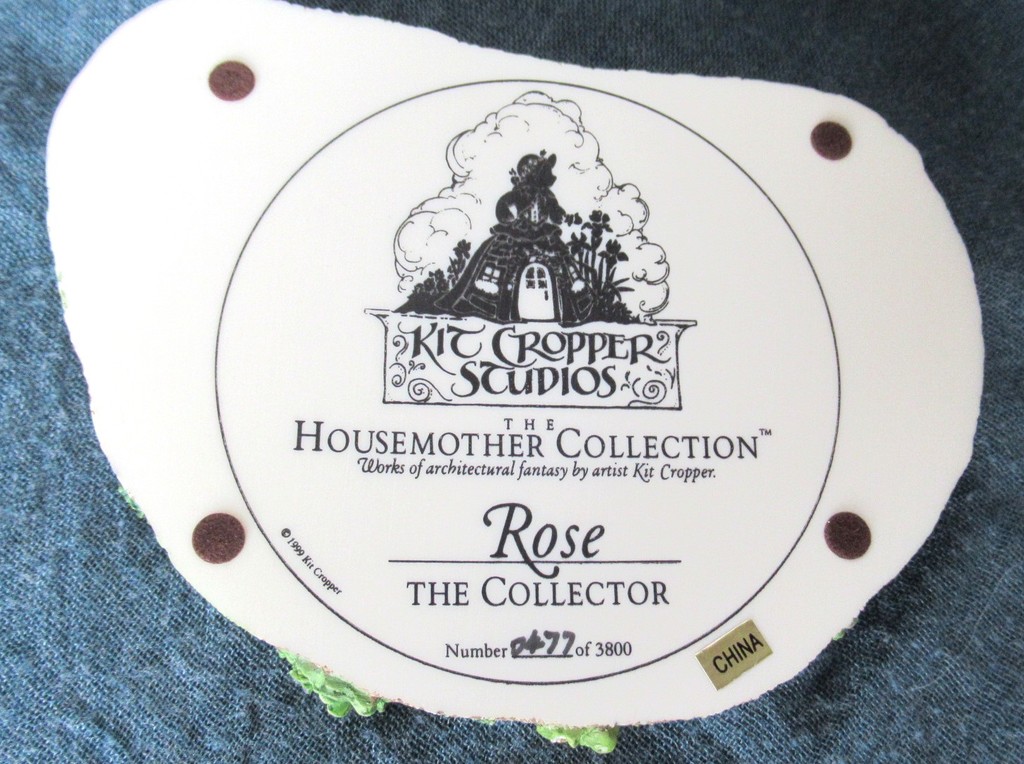 KIT CROPPER
STUDIOS
THE
HOUSEMOTHER COLLECTION™
Works of architectural fantasy by artist Kit Cropper.
Rose
THE COLLECTOR
Number 0477 of 3800
© 1999 Kit Cropper
CHINA